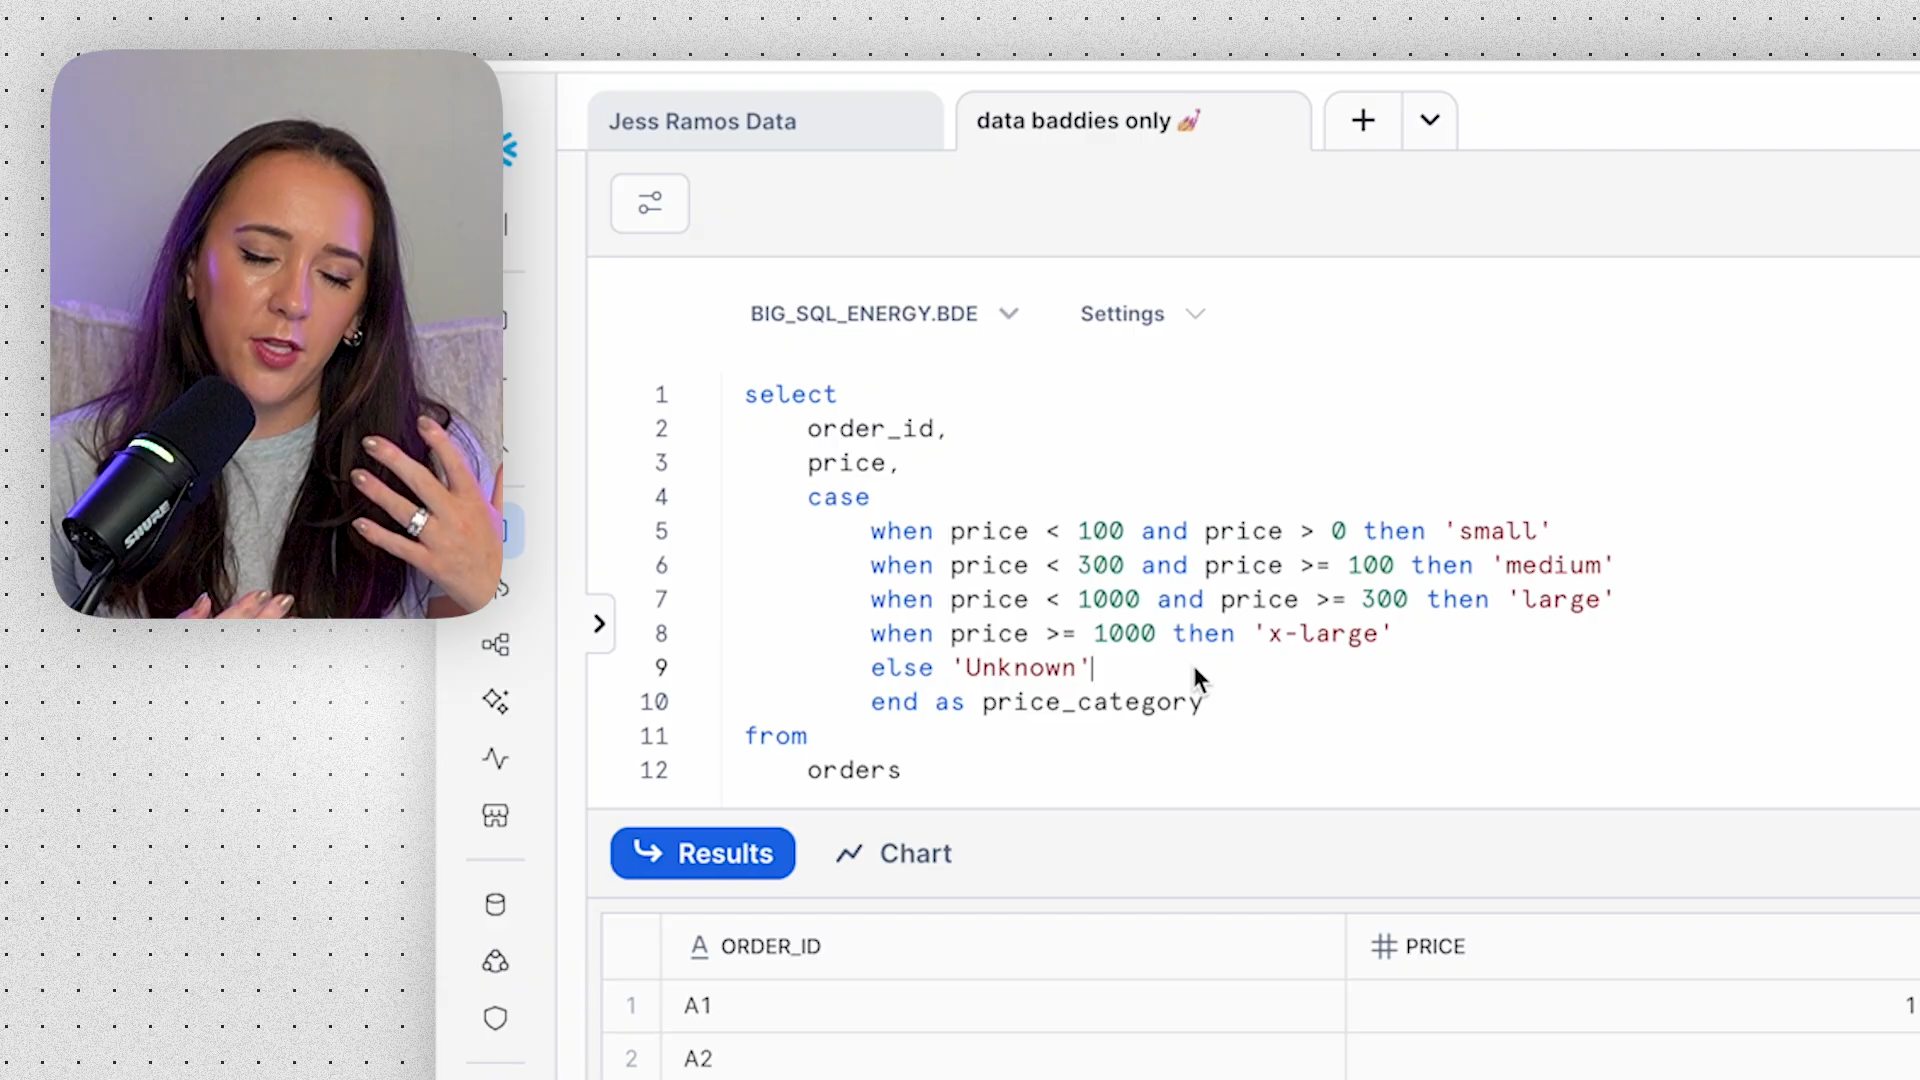 Jess Ramos Data
data baddies only 💅
BIG_SQL_ENERGY.BDE
Settings
1 select
2 order_id,
3 price,
4 case
5 when price < 100 and price > 0 then 'small'
6 when price < 300 and price >= 100 then 'medium'
7 when price < 1000 and price >= 300 then 'large'
8 when price >= 1000 then 'x-large'
9 else 'Unknown'
10 end as price_category
11 from
12 orders
SHURE
Results
Chart
A ORDER_ID
# PRICE
1 A1 1
2 A2